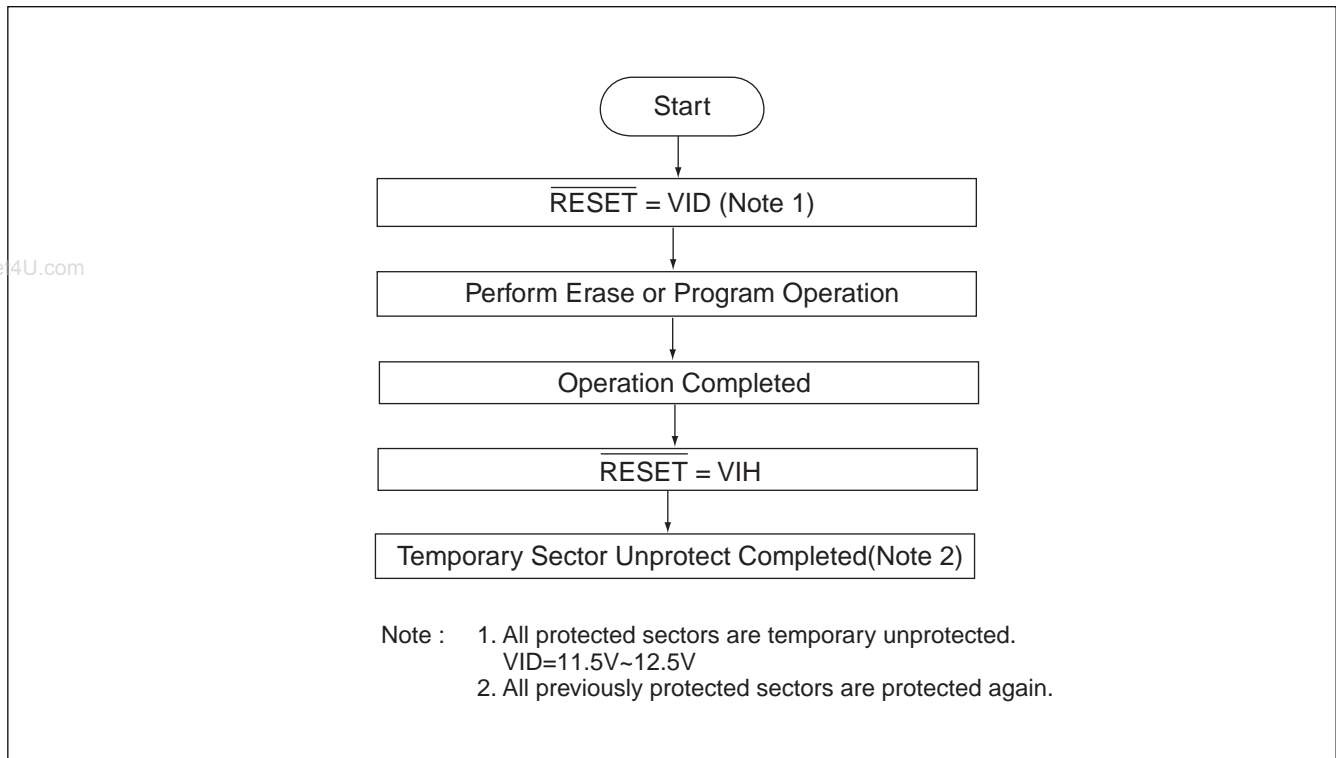 Start
RESET = VID (Note 1)
et4U.com
Perform Erase or Program Operation
Operation Completed
RESET = VIH
Temporary Sector Unprotect Completed(Note 2)
Note : 1. All protected sectors are temporary unprotected.
VID=11.5V~12.5V
2. All previously protected sectors are protected again.